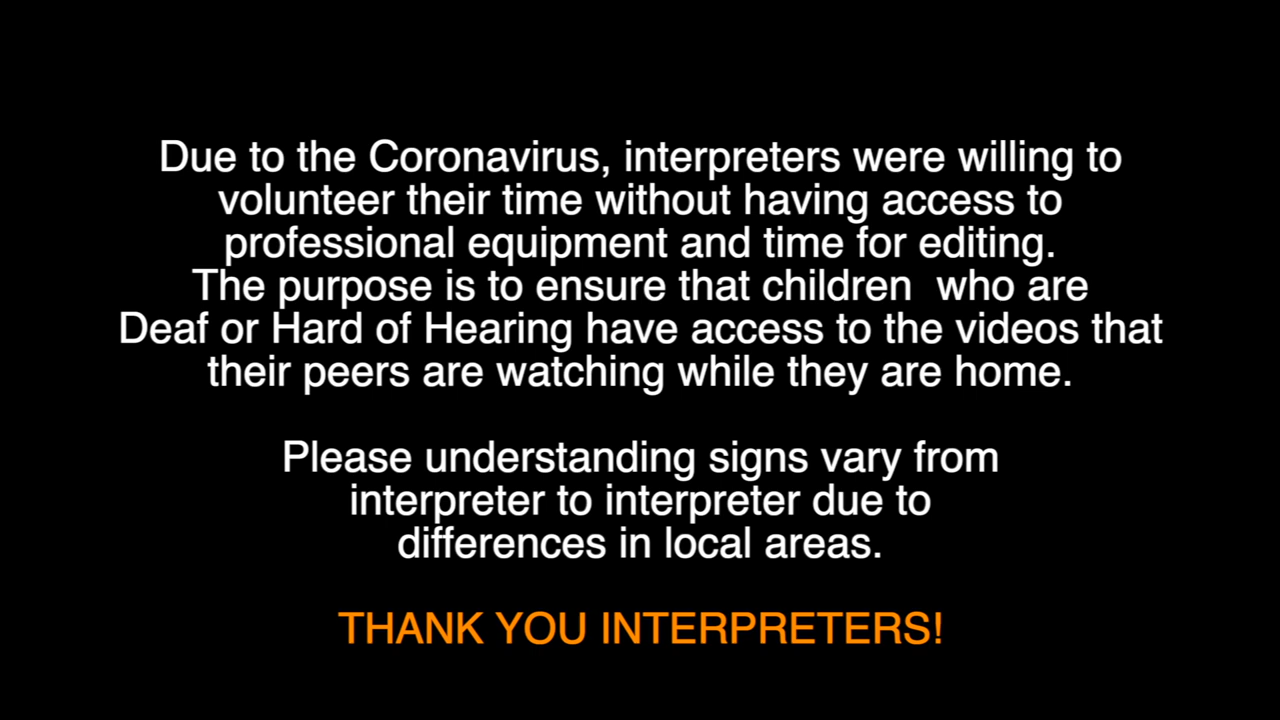 Due to the Coronavirus, interpreters were willing to
volunteer their time without having access to
professional equipment and time for editing.
The purpose is to ensure that children  who are
Deaf or Hard of Hearing have access to the videos that
their peers are watching while they are home.
Please understanding signs vary from
interpreter to interpreter due to
differences in local areas.
THANK YOU INTERPRETERS!